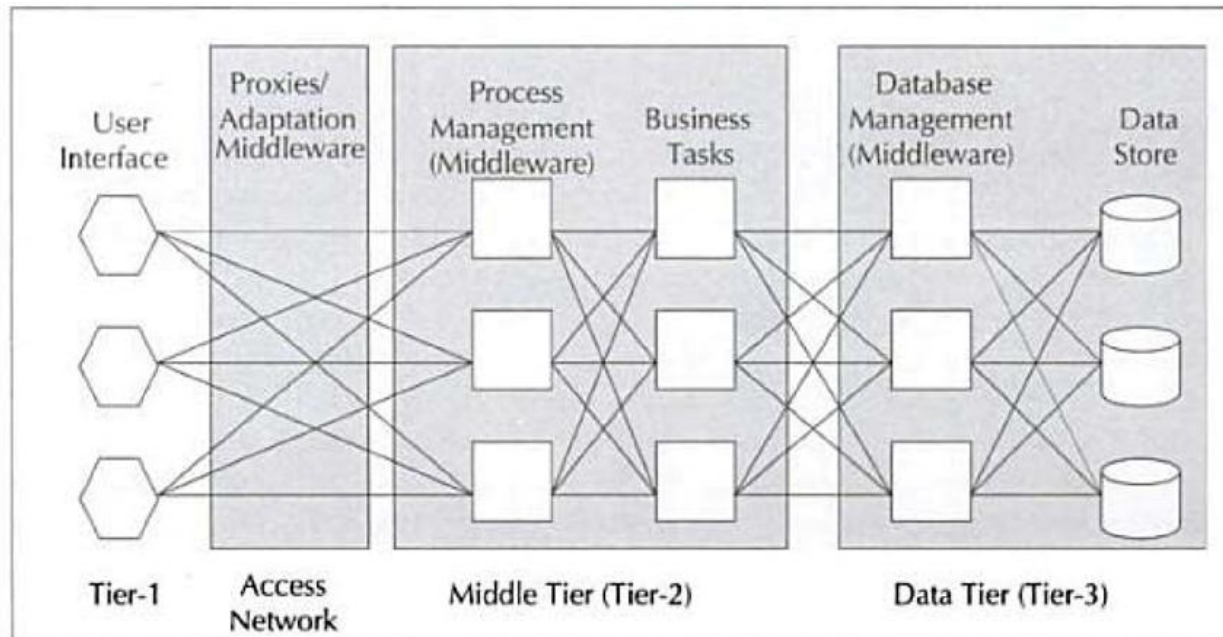 User
Interface
Proxies/
Adaptation
Middleware
Process
Management
(Middleware)
Business
Tasks
Database
Management
(Middleware)
Data
Store
Tier-1
Access
Network
Middle Tier (Tier-2)
Data Tier (Tier-3)